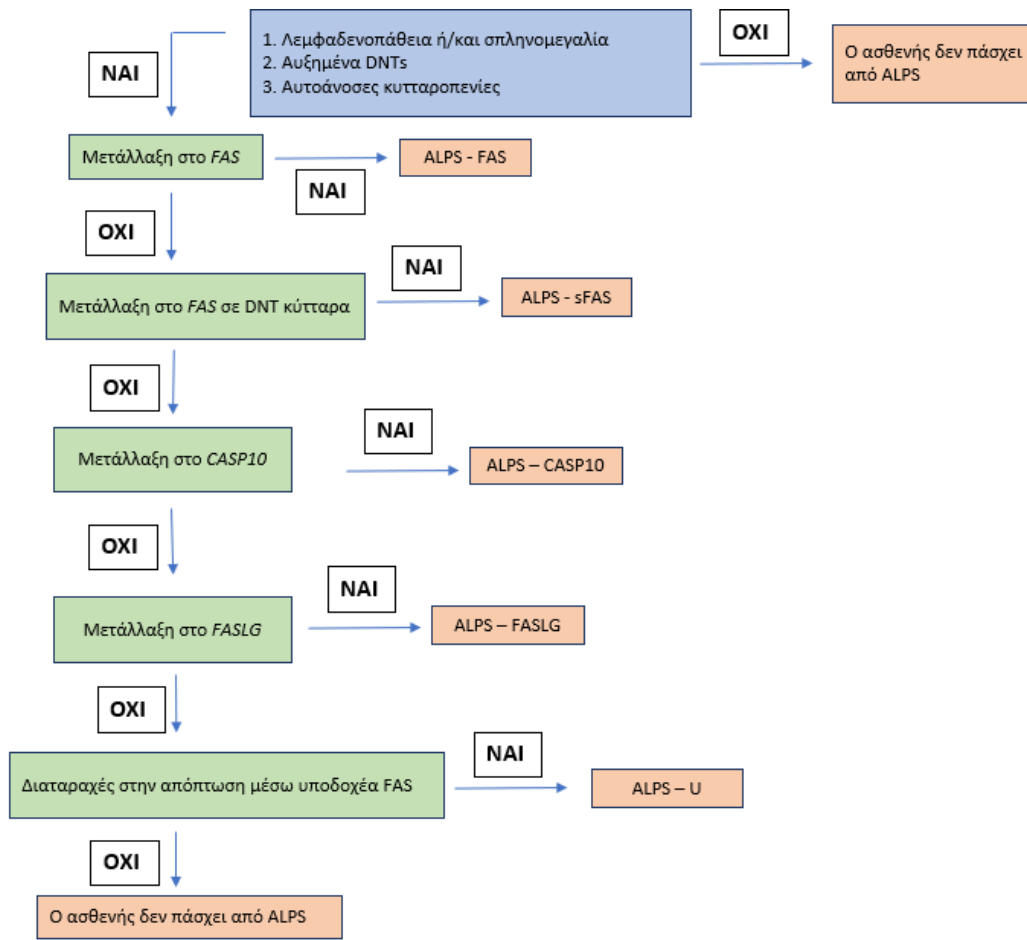 ΟΧΙ
1. Λεμφαδενοπάθεια ή/και σπληνομεγαλία
2. Αυξημένα DNTs
3. Αυτοάνοσες κυτταροπενίες
Ο ασθενής δεν πάσχει
από ALPS
ΝΑΙ
Μετάλλαξη στο FAS
ALPS - FAS
ΝΑΙ
ΟΧΙ
ΝΑΙ
Μετάλλαξη στο FAS σε DNT κύτταρα
ALPS - sFAS
ΟΧΙ
ΝΑΙ
Μετάλλαξη στο CASP10
ALPS – CASP10
ΟΧΙ
ΝΑΙ
Μετάλλαξη στο FASLG
ALPS – FASLG
ΟΧΙ
ΝΑΙ
Διαταραχές στην απόπτωση μέσω υποδοχέα FAS
ALPS – U
ΟΧΙ
Ο ασθενής δεν πάσχει από ALPS